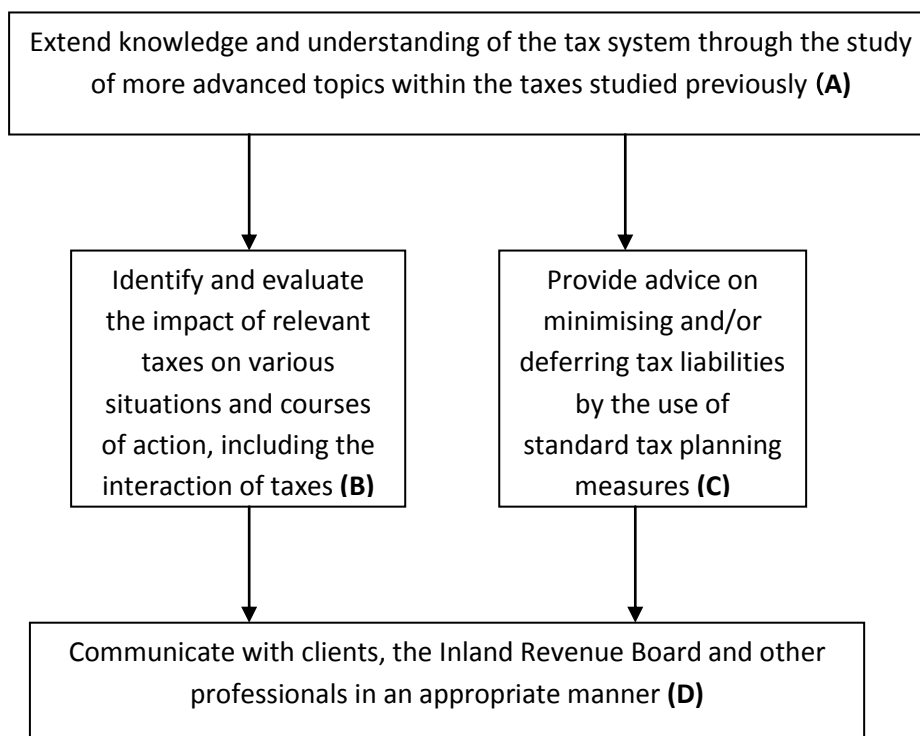 Extend knowledge and understanding of the tax system through the study
of more advanced topics within the taxes studied previously (A)
Identify and evaluate
the impact of relevant
taxes on various
situations and courses
of action, including the
interaction of taxes (B)
Provide advice on
minimising and/or
deferring tax liabilities
by the use of
standard tax planning
measures (C)
Communicate with clients, the Inland Revenue Board and other
professionals in an appropriate manner (D)